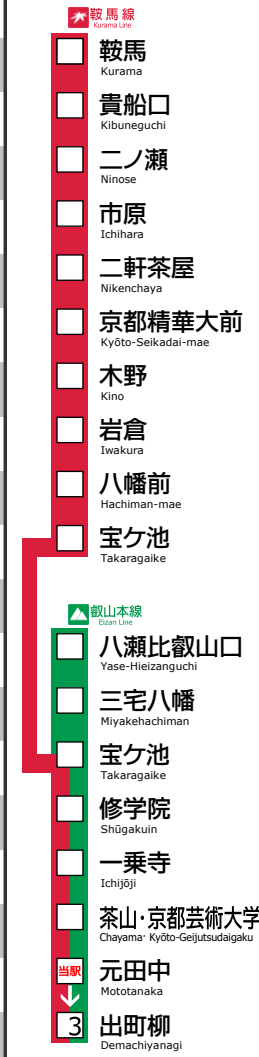 鞍馬線
Kurama Line
鞍馬
Kurama
貴船口
Kibuneguchi
二ノ瀬
Ninose
市原
Ichihara
二軒茶屋
Nikenchaya
京都精華大前
Kyōto-Seikadai-mae
木野
Kino
岩倉
Iwakura
八幡前
Hachiman-mae
宝ケ池
Takaragaike
叡山本線
Eizan Line
八瀬比叡山口
Yase-Hieizanguchi
三宅八幡
Miyakehachiman
宝ケ池
Takaragaike
修学院
Shūgakuin
一乗寺
Ichijōji
茶山·京都芸術大学
Chayama· Kyōto-Geijutsudaigaku
当駅
元田中
Mototanaka
3
出町柳
Demachiyanagi